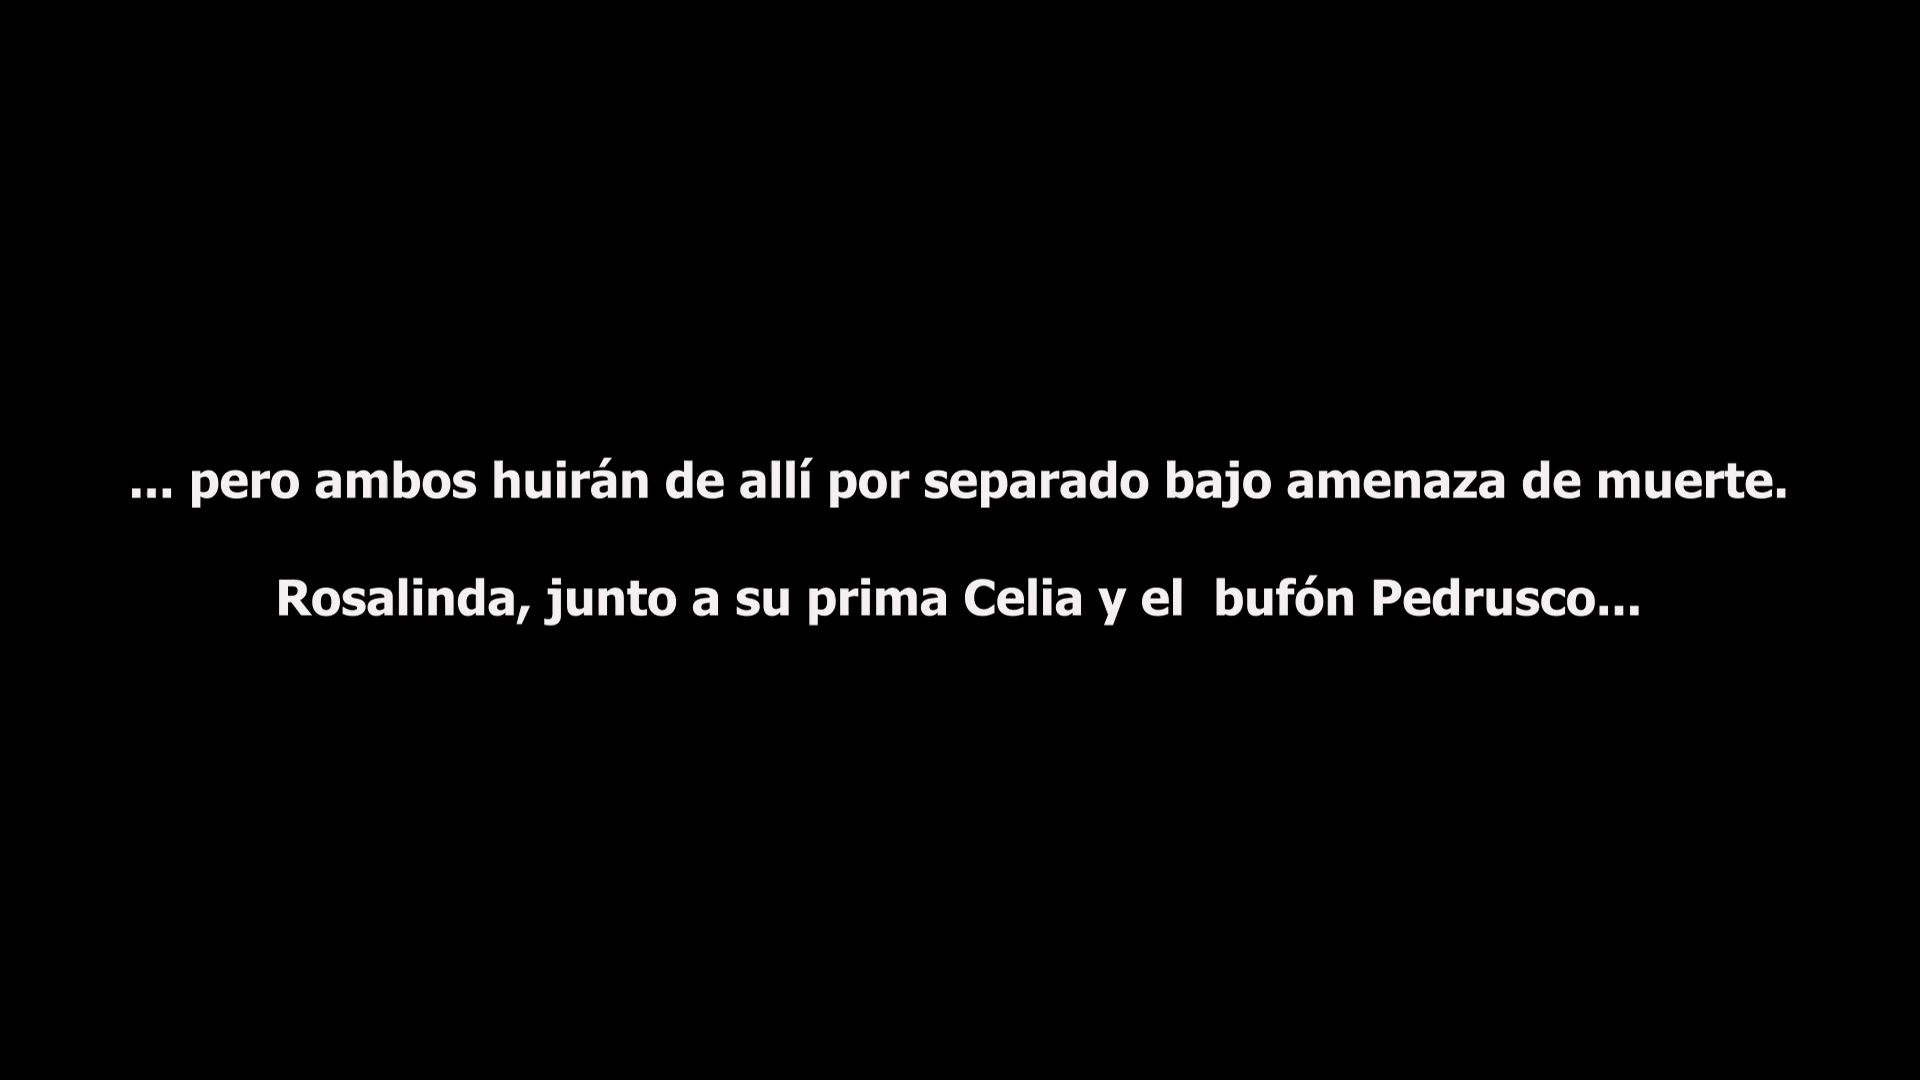 ... pero ambos huirán de allí por separado bajo amenaza de muerte.
Rosalinda, junto a su prima Celia y el  bufón Pedrusco...